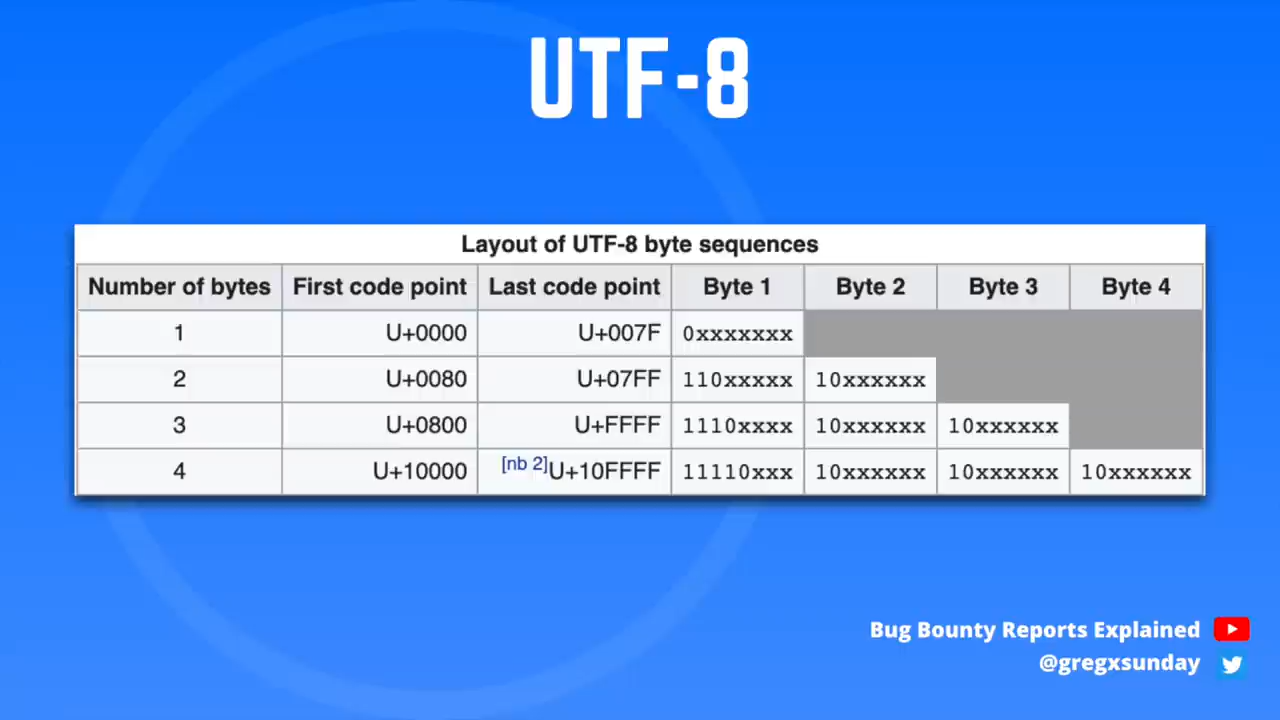 UTF-8
Layout of UTF-8 byte sequences
Number of bytes First code point Last code point Byte 1 Byte 2 Byte 3 Byte 4
1 U+0000 U+007F 0xxxxxxx
2 U+0080 U+07FF 110xxxxx 10xxxxxx
3 U+0800 U+FFFF 1110xxxx 10xxxxxx 10xxxxxx
4 U+10000 [nb 2]U+10FFFF 11110xxx 10xxxxxx 10xxxxxx 10xxxxxx
Bug Bounty Reports Explained
@gregxsunday